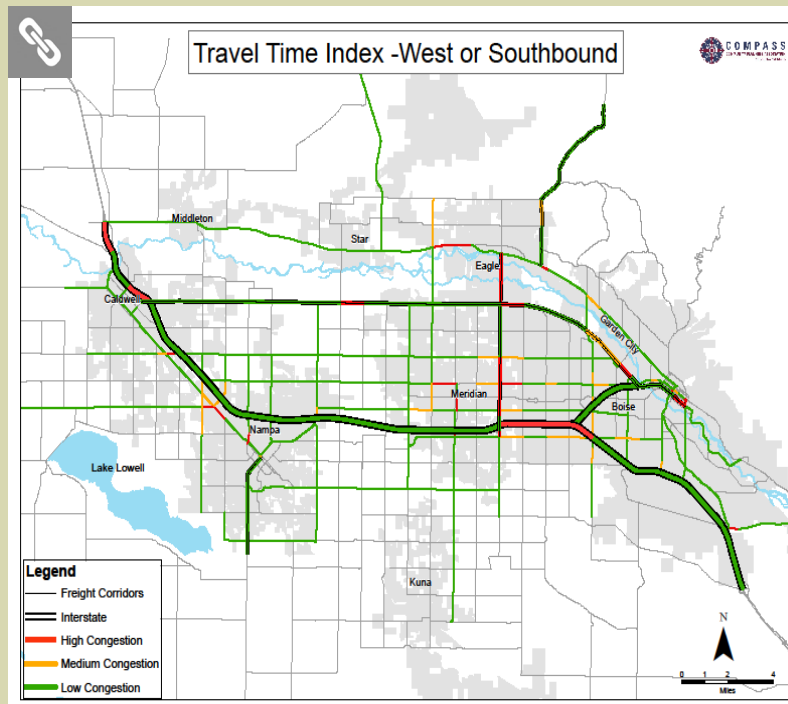 Travel Time Index -West or Southbound
COMPASS
Middleton
Star
Eagle
Caldwell
Garden City
Meridian
Boise
Nampa
Lake Lowell
Kuna
Legend
Freight Corridors
Interstate
High Congestion
Medium Congestion
Low Congestion
N
0 1 2 4
Miles